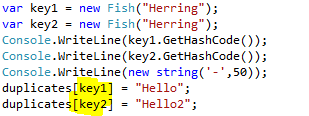 var key1 = new Fish("Herring");
var key2 = new Fish("Herring");
Console.WriteLine(key1.GetHashCode());
Console.WriteLine(key2.GetHashCode());
Console.WriteLine(new string('-',50));
duplicates[key1] = "Hello";
duplicates[key2] = "Hello2";